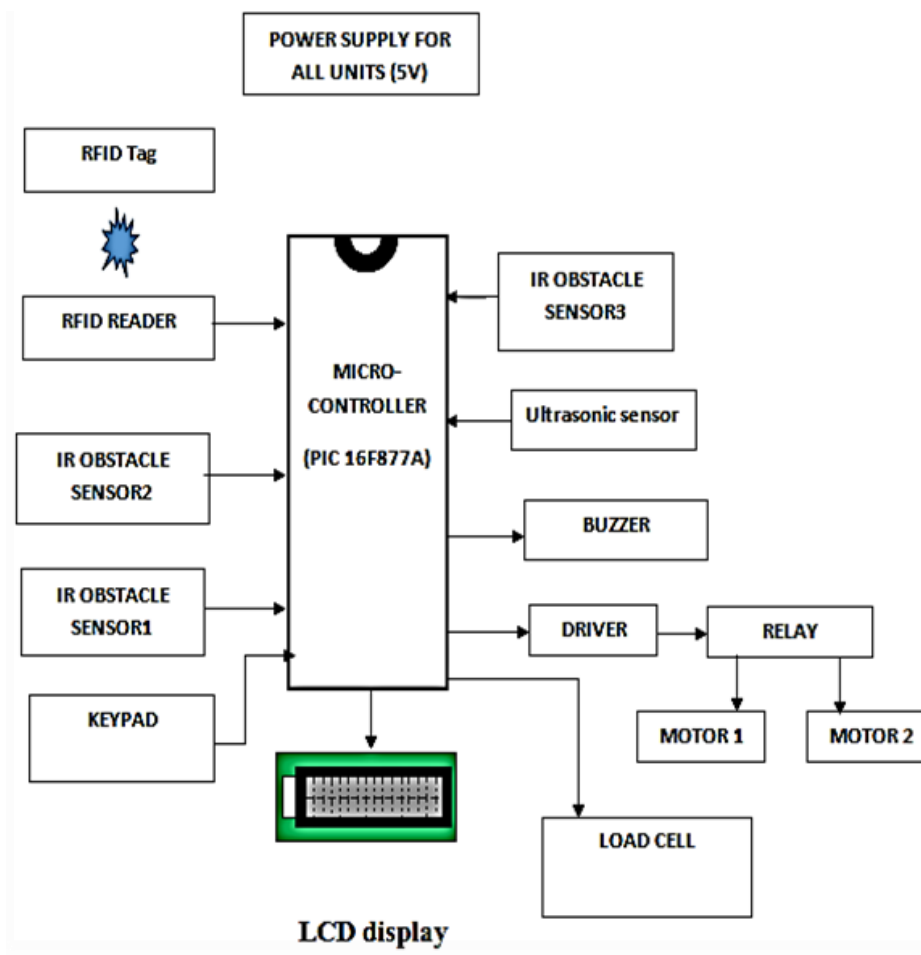 POWER SUPPLY FOR
ALL UNITS (5V)
RFID Tag
RFID READER
IR OBSTACLE
SENSOR2
IR OBSTACLE
SENSOR1
KEYPAD
MICRO-
CONTROLLER
(PIC 16F877A)
IR OBSTACLE
SENSOR3
Ultrasonic sensor
BUZZER
DRIVER
RELAY
MOTOR 1
MOTOR 2
LOAD CELL
LCD display